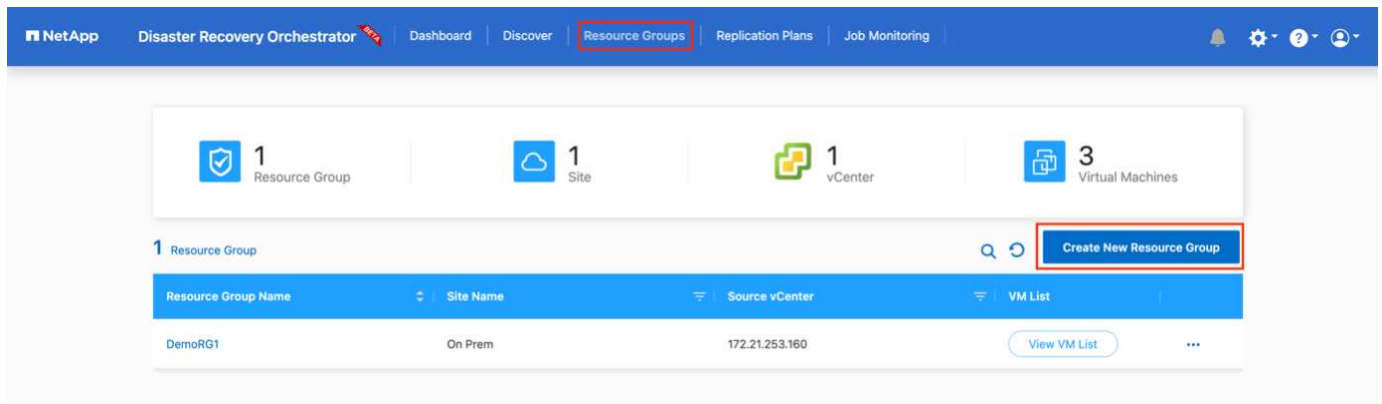 NetApp Disaster Recovery Orchestrator BETA Dashboard Discover Resource Groups Replication Plans Job Monitoring
1 Resource Group
1 Site
1 vCenter
3 Virtual Machines
1 Resource Group
Create New Resource Group
Resource Group Name Site Name Source vCenter VM List
DemoRG1 On Prem 172.21.253.160 View VM List